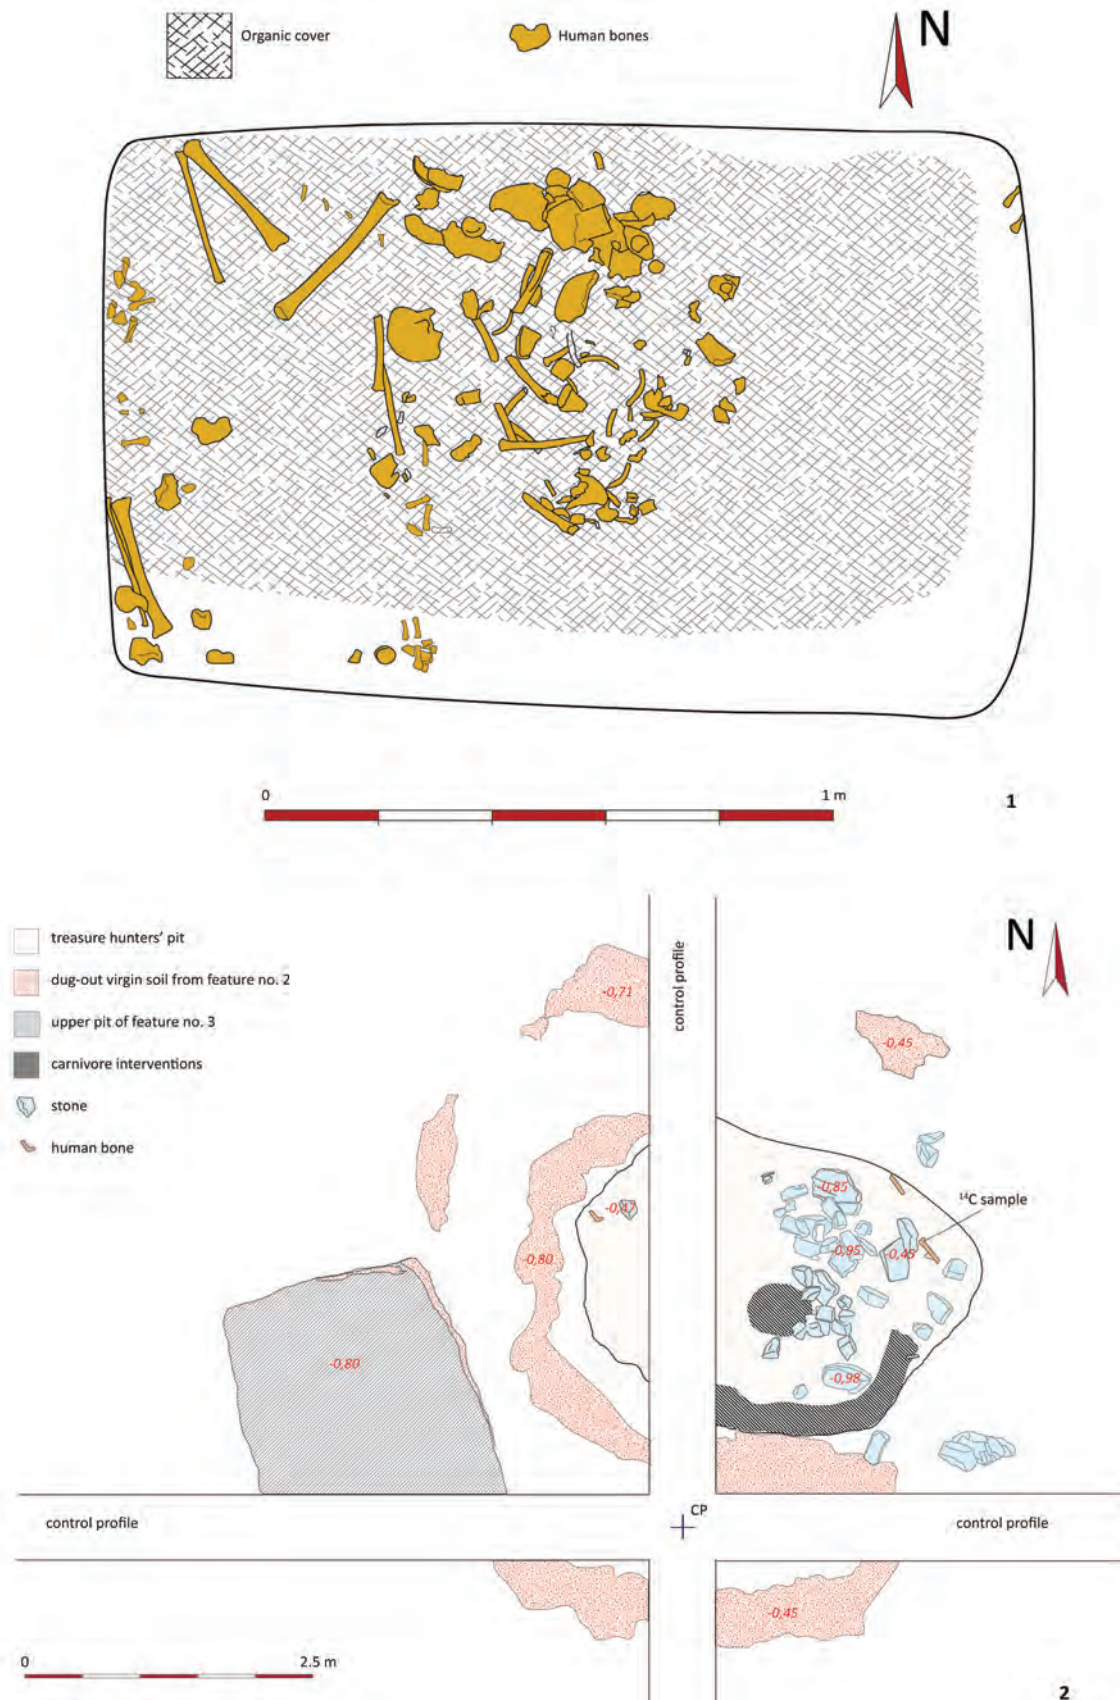 Organic cover
Human bones
N
0
1 m
1
treasure hunters' pit
dug-out virgin soil from feature no. 2
upper pit of feature no. 3
carnivore interventions
stone
human bone
control profile
N
-0,71
-0,45
-0,85
-0,47
14C sample
-0,80
-0,95
-0,45
-0,80
-0,98
CP
control profile
control profile
-0,45
0
2.5 m
2